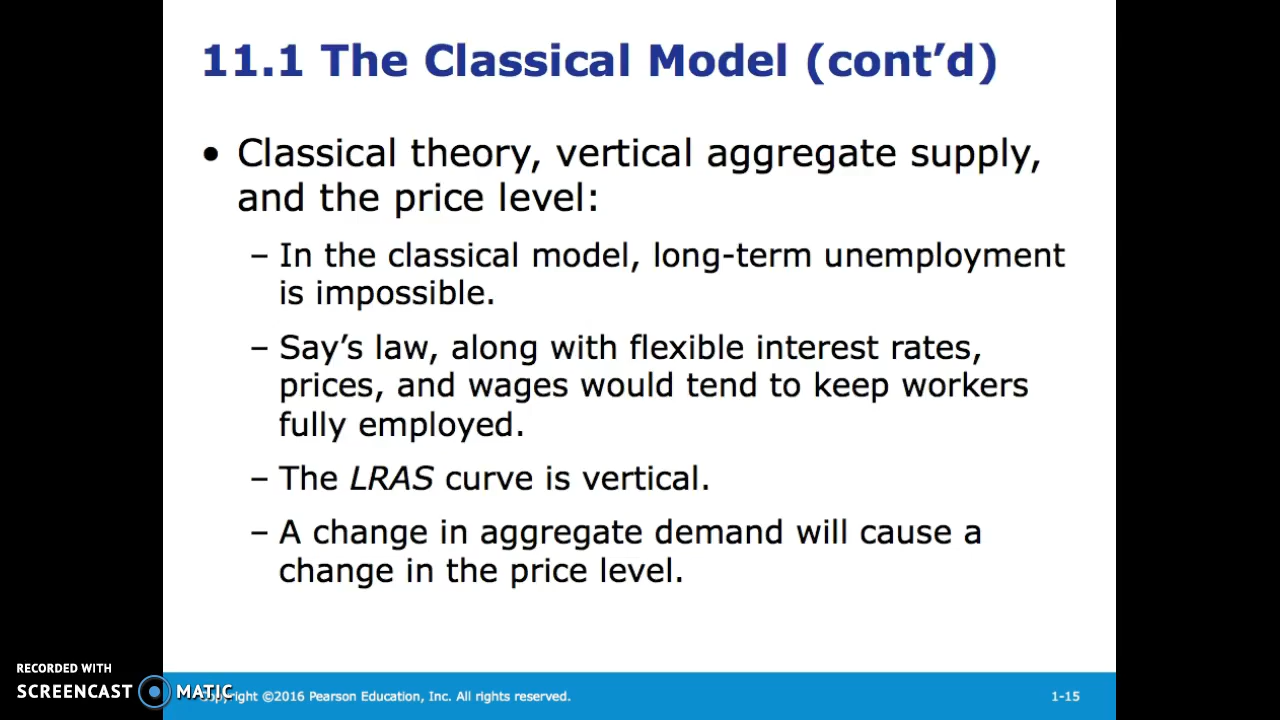 11.1 The Classical Model (cont’d)
• Classical theory, vertical aggregate supply,
and the price level:
– In the classical model, long-term unemployment
is impossible.
– Say’s law, along with flexible interest rates,
prices, and wages would tend to keep workers
fully employed.
– The LRAS curve is vertical.
– A change in aggregate demand will cause a
change in the price level.
RECORDED WITH
SCREENCAST MATIC
Copyright ©2016 Pearson Education, Inc. All rights reserved.
1-15